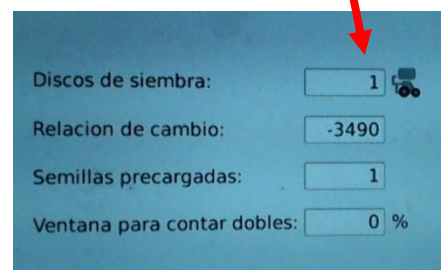 Discos de siembra: 1
Relacion de cambio: -3490
Semillas precargadas: 1
Ventana para contar dobles: 0 %